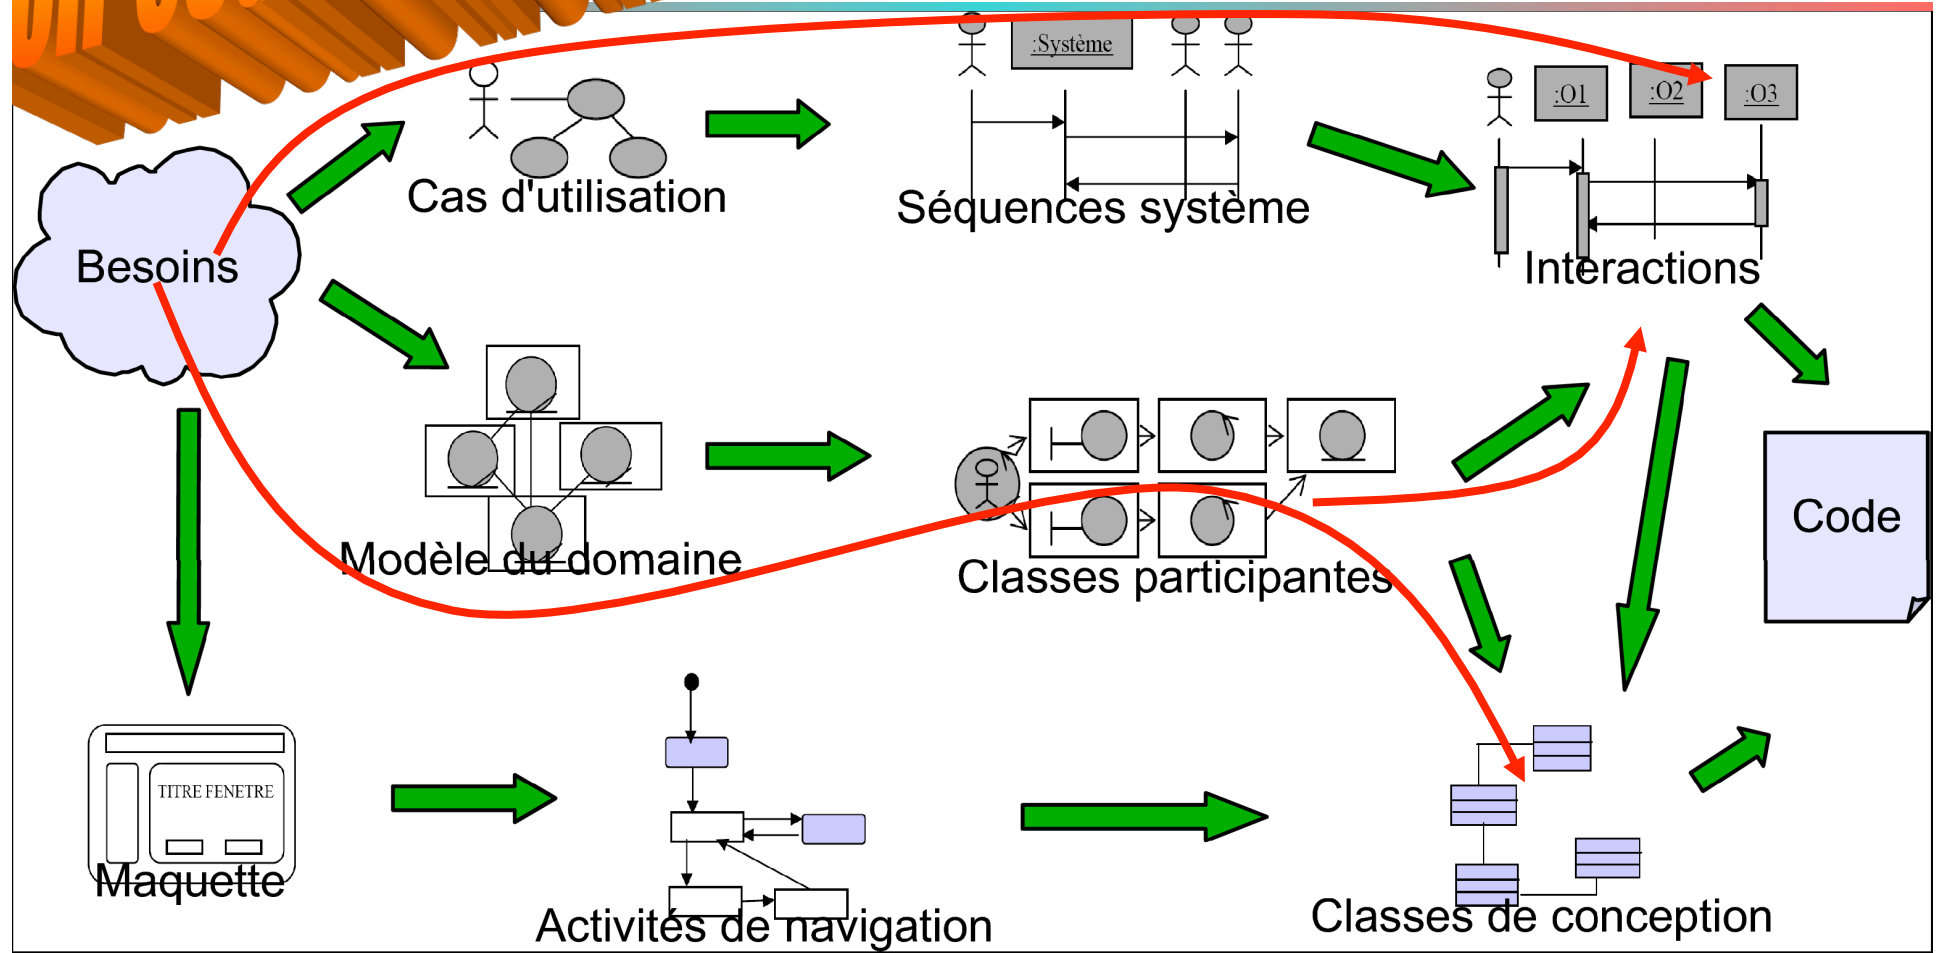 :Système
:O1
:O2
:O3
Cas d'utilisation
Séquences système
Interactions
Besoins
Modèle du domaine
Classes participantes
Code
TITRE FENETRE
Maquette
Activités de navigation
Classes de conception